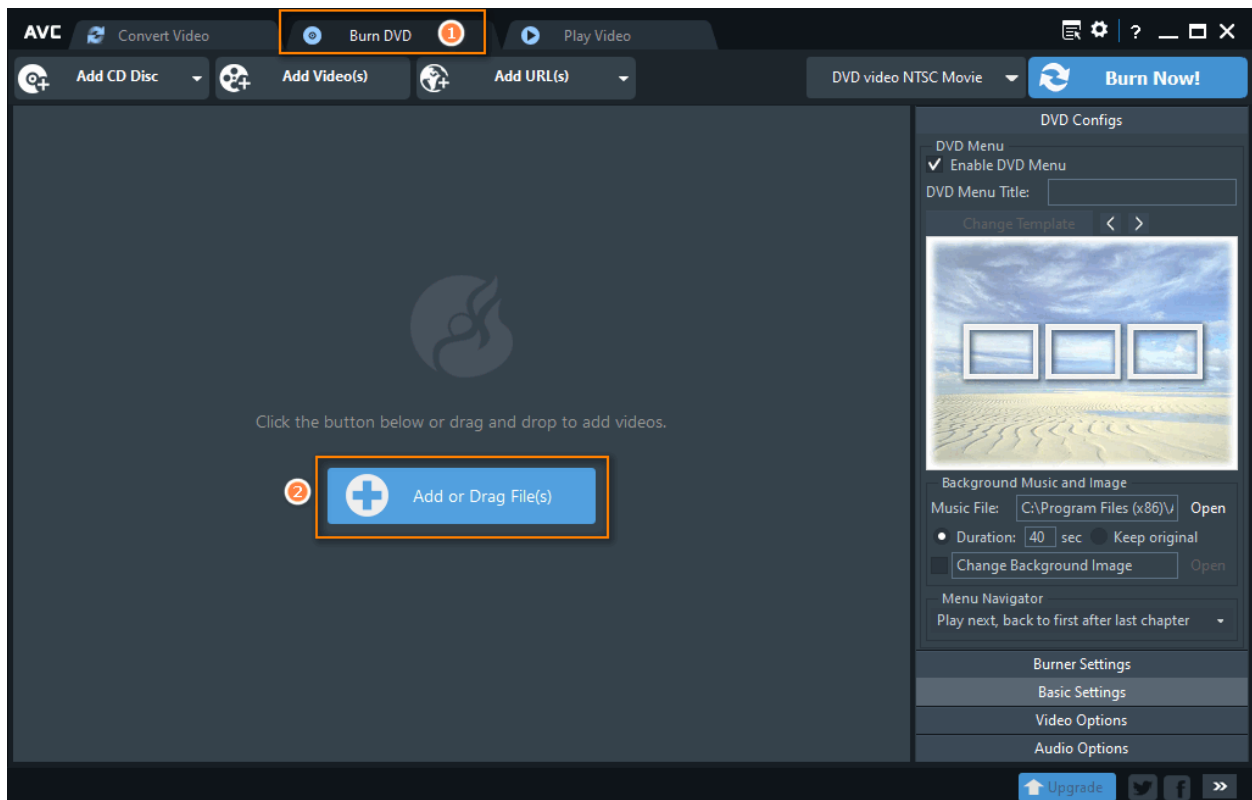 AVC
Convert Video
Burn DVD
1
Play Video
?
Add CD Disc
Add Video(s)
Add URL(s)
DVD video NTSC Movie
Burn Now!
DVD Configs
DVD Menu
Enable DVD Menu
DVD Menu Title:
Change Template
Click the button below or drag and drop to add videos.
2
Add or Drag File(s)
Background Music and Image
Music File: C:\Program Files (x86)\ Open
Duration: 40 sec Keep original
Change Background Image Open
Menu Navigator
Play next, back to first after last chapter
Burner Settings
Basic Settings
Video Options
Audio Options
Upgrade